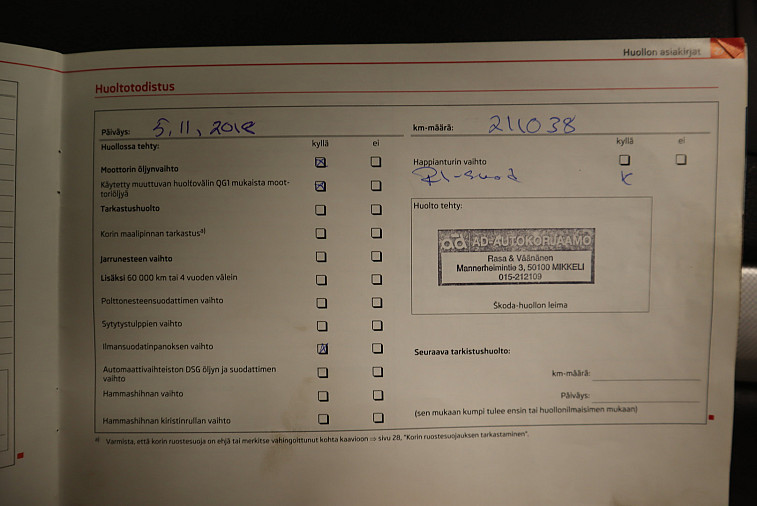 Huollon asiakirjat
Huoltotodistus
Päiväys: 5.11.2018
km-määrä: 211038
Huollossa tehty: kyllä ei
kyllä ei
Moottorin öljynvaihto
Happianturin vaihto
Käytetty muuttuvan huoltovälin QG1 mukaista moot-
toriöljyä
Tarkastushuolto
Korin maalipinnan tarkastus a)
Jarrunesteen vaihto
Lisäksi 60 000 km tai 4 vuoden välein
Polttonesteensuodattimen vaihto
Sytytystulppien vaihto
Ilmansuodatinpanoksen vaihto
Automaattivaihteiston DSG öljyn ja suodattimen
vaihto
Hammashihnan vaihto
Hammashihnan kiristinrullan vaihto
Huolto tehty:
ad AD-AUTOKORJAAMO
Rasa & Väänänen
Mannerheimintie 3, 50100 MIKKELI
015-212109
Škoda-huollon leima
Seuraava tarkistushuolto:
km-määrä:
Päiväys:
(sen mukaan kumpi tulee ensin tai huollonilmaisimen mukaan)
a) Varmista, että korin ruostesuoja on ehjä tai merkitse vahingoittunut kohta kaavioon ⇒ sivu 28, "Korin ruostesuojauksen tarkastaminen".